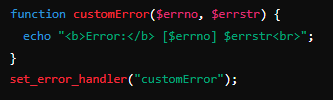 function customError($errno, $errstr) {
  echo "<b>Error:</b> [$errno] $errstr<br>";
}
set_error_handler("customError");